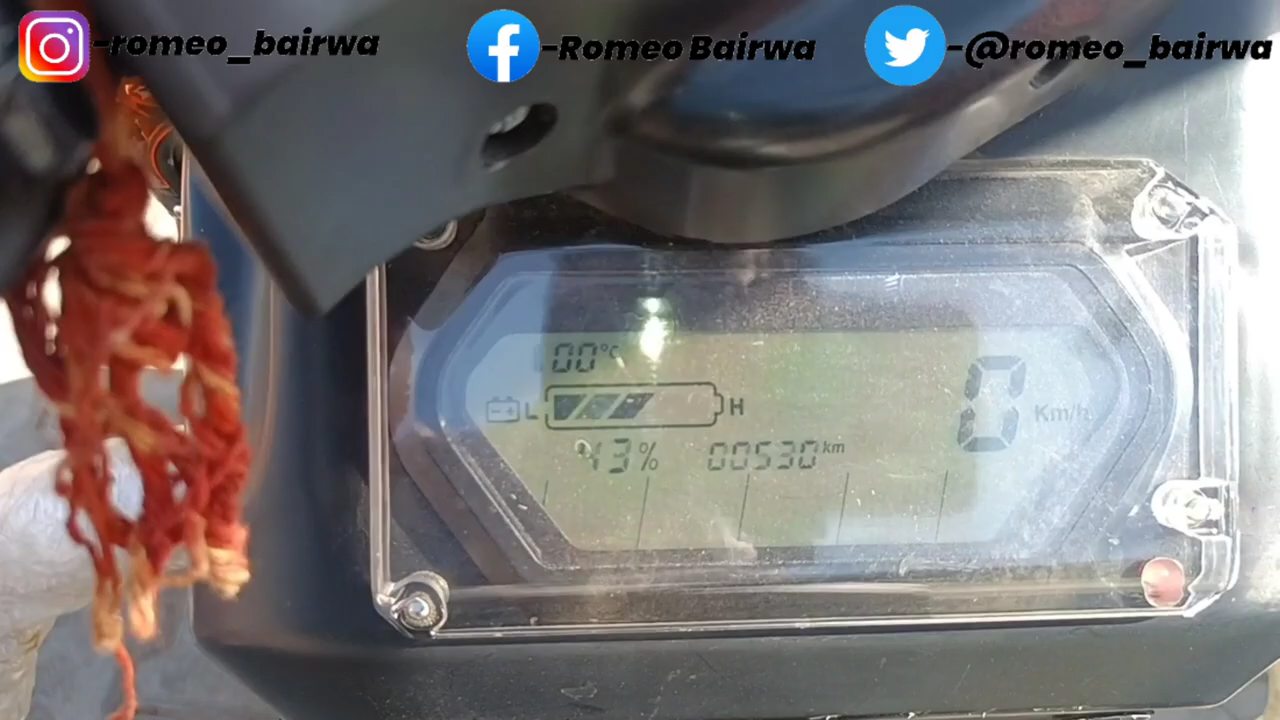 -romeo_bairwa
-Romeo Bairwa
-@romeo_bairwa
00°C
L H
43% 00530 km
0 Km/h